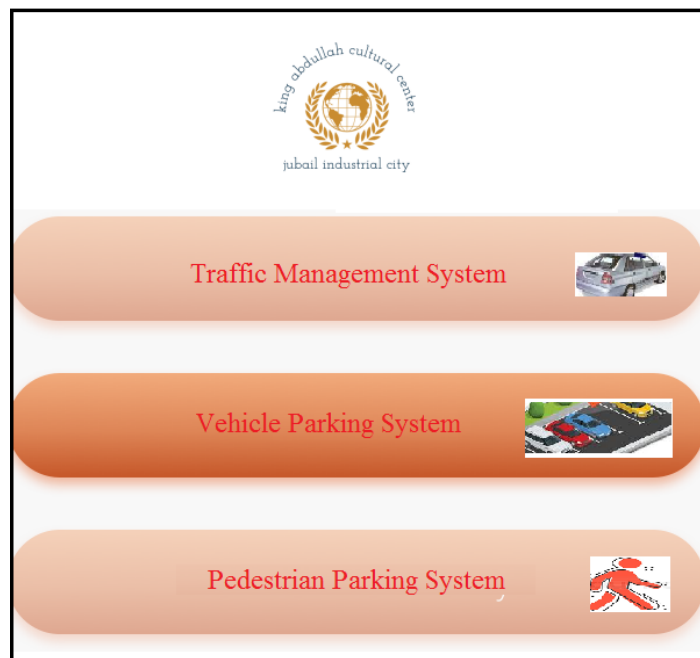 king abdullah cultural center
jubail industrial city
Traffic Management System
Vehicle Parking System
Pedestrian Parking System